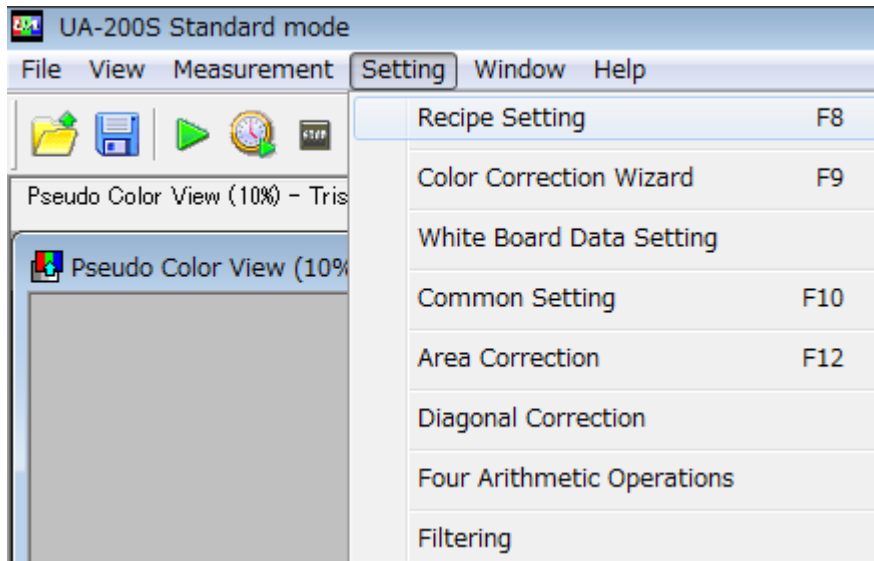 UA-200S Standard mode
File View Measurement Setting Window Help
STOP
Pseudo Color View (10%) - Tris
Pseudo Color View (10%
Recipe Setting F8
Color Correction Wizard F9
White Board Data Setting
Common Setting F10
Area Correction F12
Diagonal Correction
Four Arithmetic Operations
Filtering